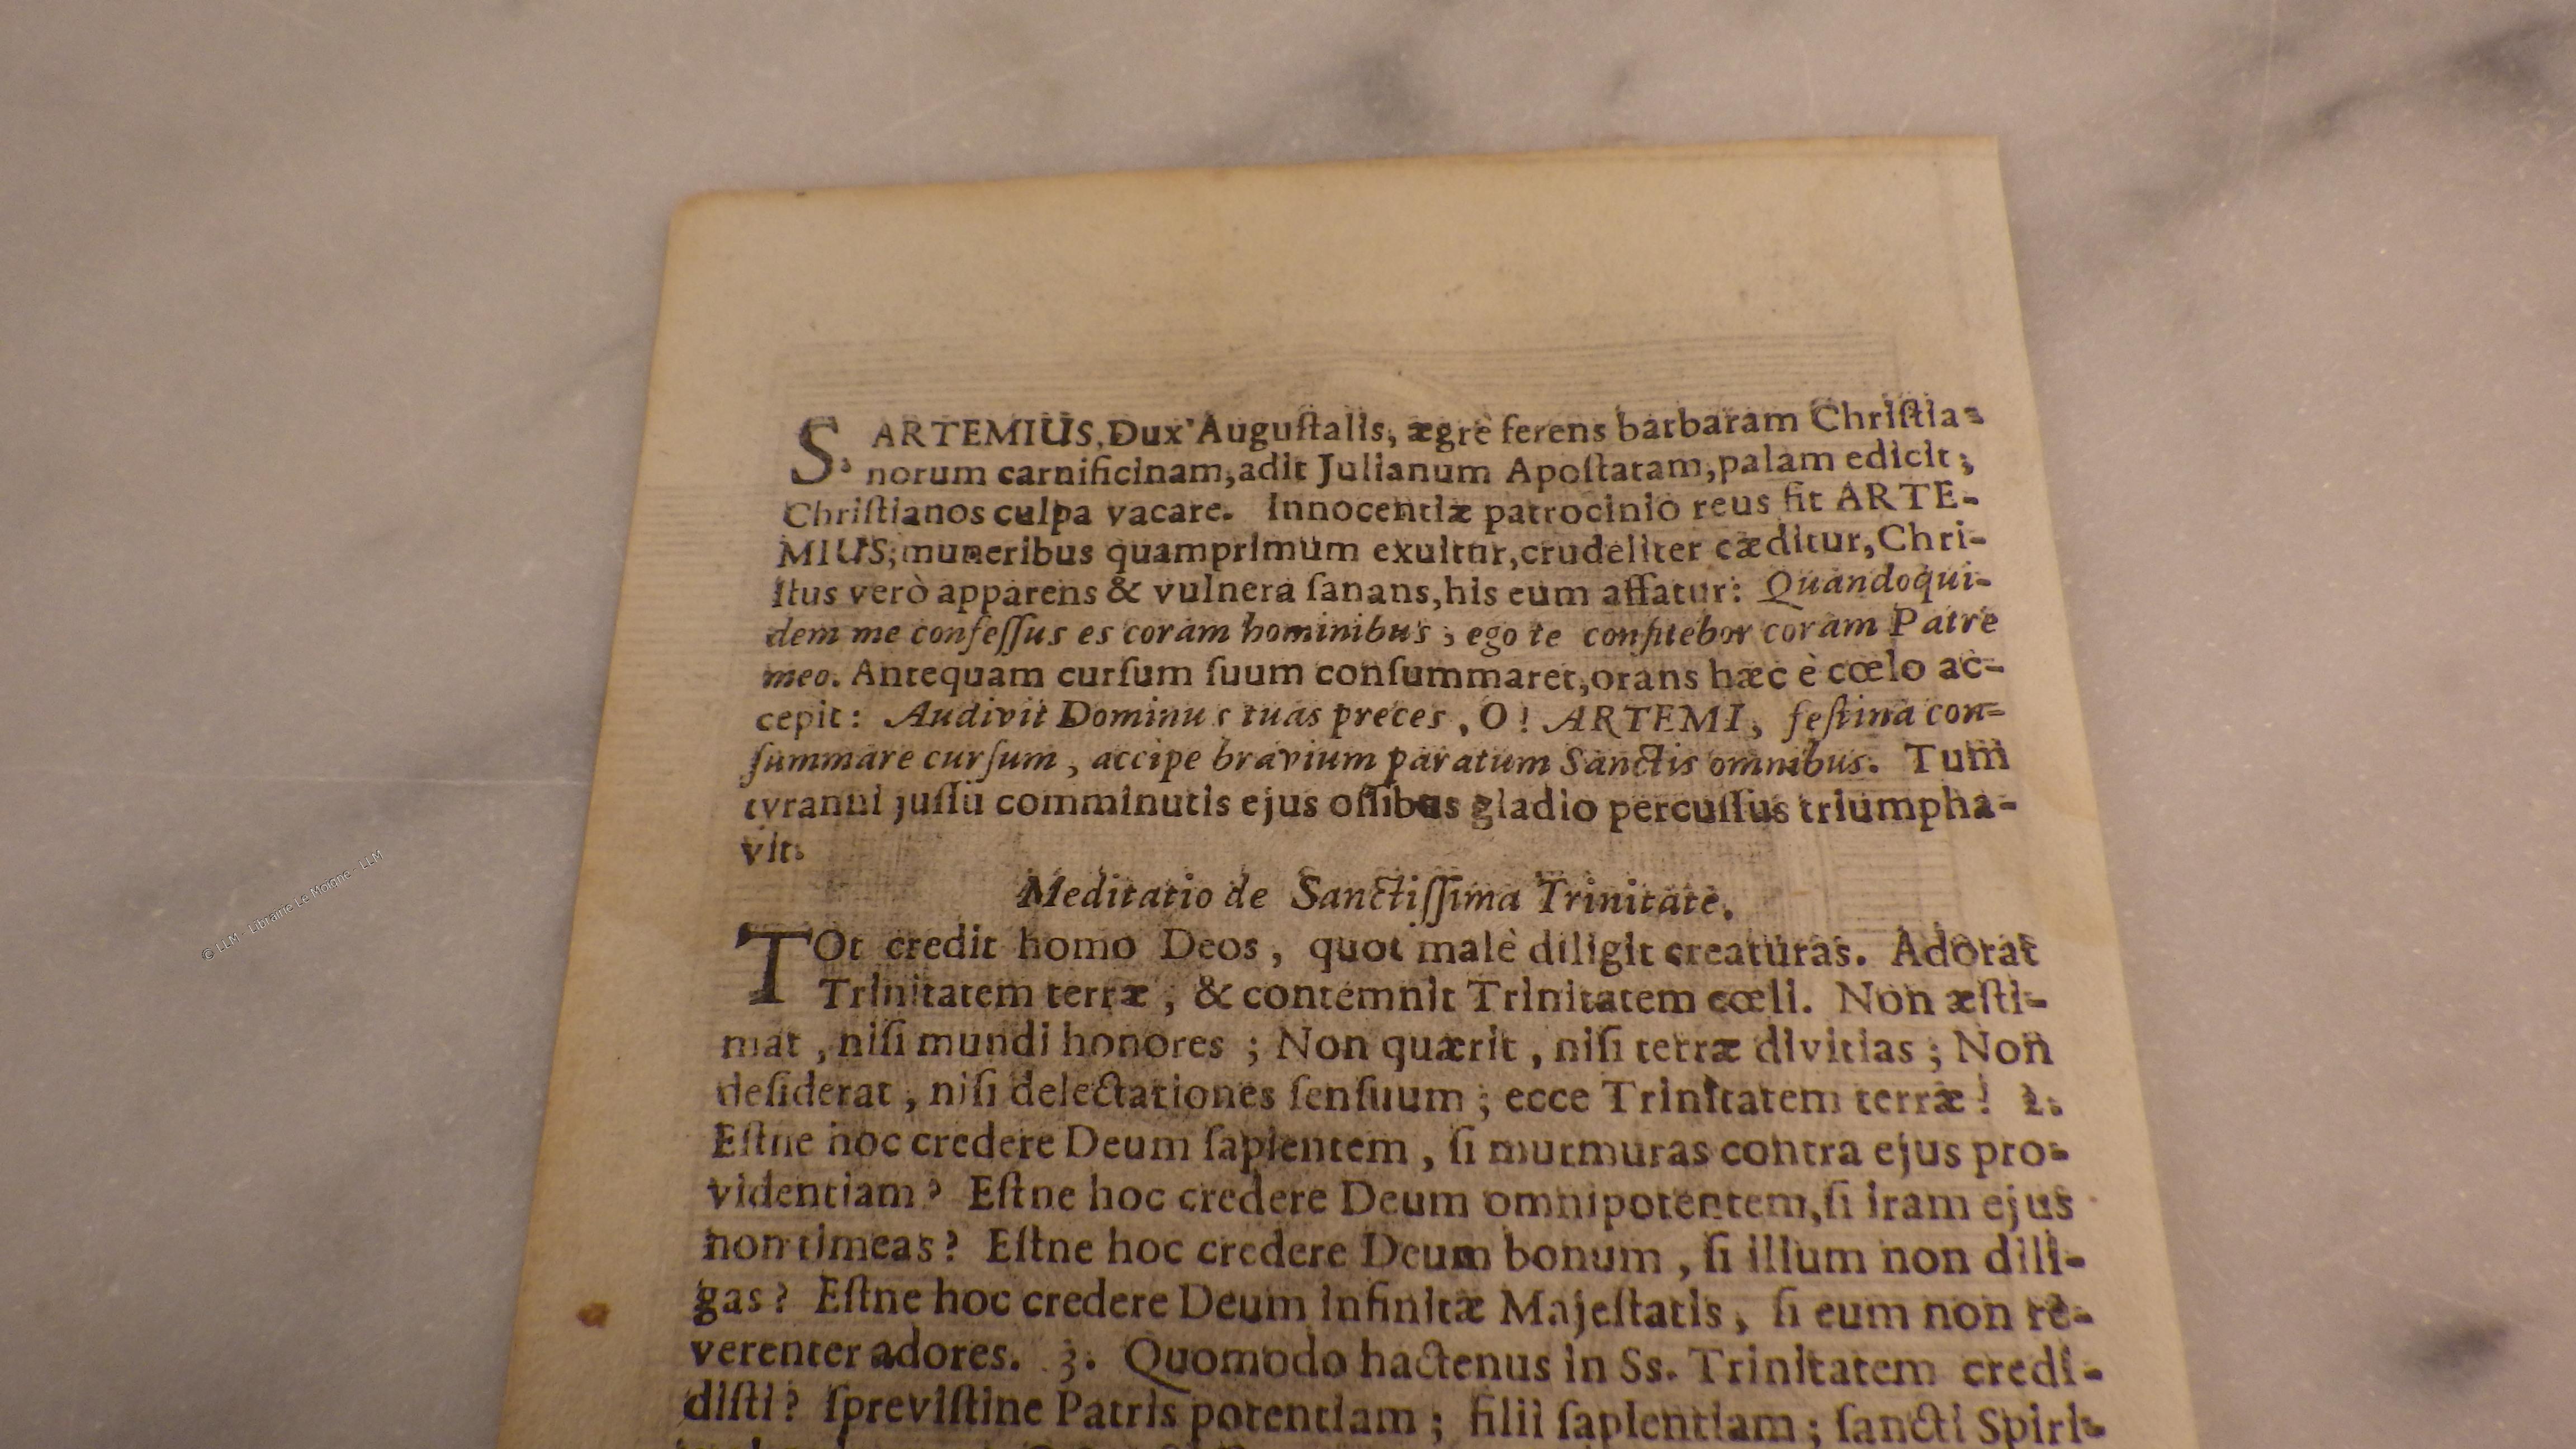 S. ARTEMIUS, Dux Auguſtalis, ægrè ferens barbaram Chriſtia-
norum carnificinam, adit Julianum Apoſtatam, palam edicit;
Chriſtianos culpa vacare. Innocentiæ patrocinio reus fit ARTE-
MIUS; muneribus quamprimum exuitur, crudeliter cæditur, Chri-
ſtus verò apparens & vulnera ſanans, his eum affatur: Quandoqui-
dem me confeſſus es coram hominibus; ego te confitebor coram Patre
meo. Antequam curſum ſuum conſummaret, orans hæc è cœlo ac-
cepit: Audivit Dominus tuas preces, O! ARTEMI, feſtina con-
ſummare curſum, accipe bravium paratum Sanctis omnibus. Tum
tyranni juſſu comminutis ejus oſſibus gladio percuſſus triumpha-
vit.
Meditatio de Sanctiſſima Trinitate.
TOt credit homo Deos, quot malè diligit creaturas. Adorat
Trinitatem terræ, & contemnit Trinitatem cœli. Non æſti-
mat, niſi mundi honores; Non quærit, niſi terræ divitias; Non
deſiderat, niſi delectationes ſenſuum; ecce Trinitatem terræ! 2.
Eſtne hoc credere Deum ſapientem, ſi murmuras contra ejus pro-
videntiam? Eſtne hoc credere Deum omnipotentem, ſi iram ejus
non timeas? Eſtne hoc credere Deum bonum, ſi illum non dili-
gas? Eſtne hoc credere Deum infinitæ Majeſtatis, ſi eum non re-
verenter adores. 3. Quomodo hactenus in Ss. Trinitatem credi-
diſti? ſpreviſtine Patris potentiam; filii ſapientiam; ſancti Spiri-
© LLM - Librairie Le Moigne - LLM